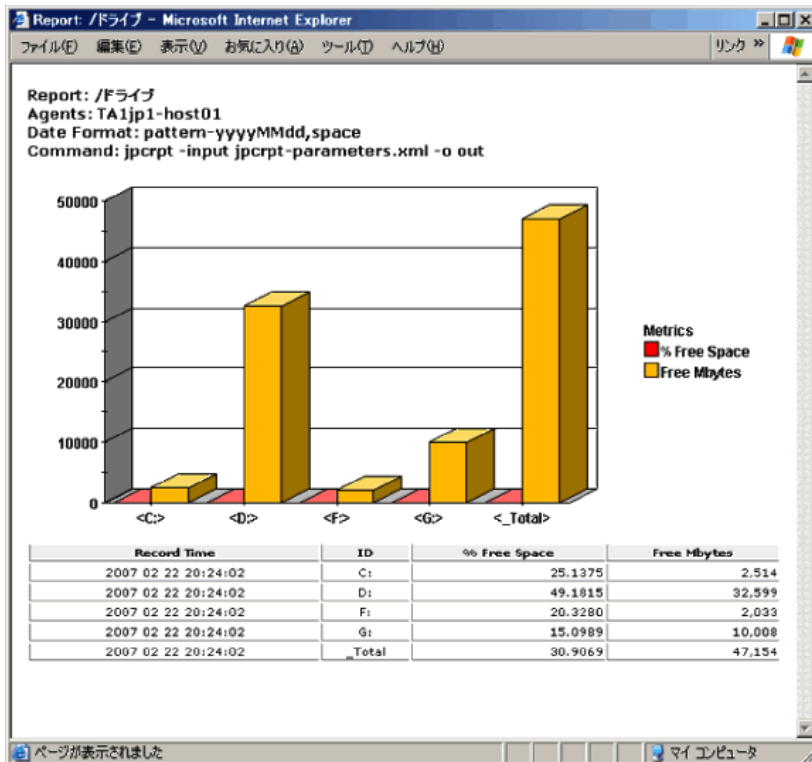 Report: /ドライブ - Microsoft Internet Explorer
ファイル(F) 編集(E) 表示(V) お気に入り(A) ツール(T) ヘルプ(H) リンク »
Report: /ドライブ
Agents: TA1jp1-host01
Date Format: pattern-yyyyMMdd,space
Command: jpcrpt -input jpcrpt-parameters.xml -o out
50000
40000
30000
20000
10000
0
<C:> <D:> <F:> <G:> <_Total>
Metrics
% Free Space
Free Mbytes
Record Time ID % Free Space Free Mbytes
2007 02 22 20:24:02 C: 25.1375 2,514
2007 02 22 20:24:02 D: 49.1815 32,599
2007 02 22 20:24:02 F: 20.3280 2,033
2007 02 22 20:24:02 G: 15.0989 10,008
2007 02 22 20:24:02 _Total 30.9069 47,154
ページが表示されました マイ コンピュータ